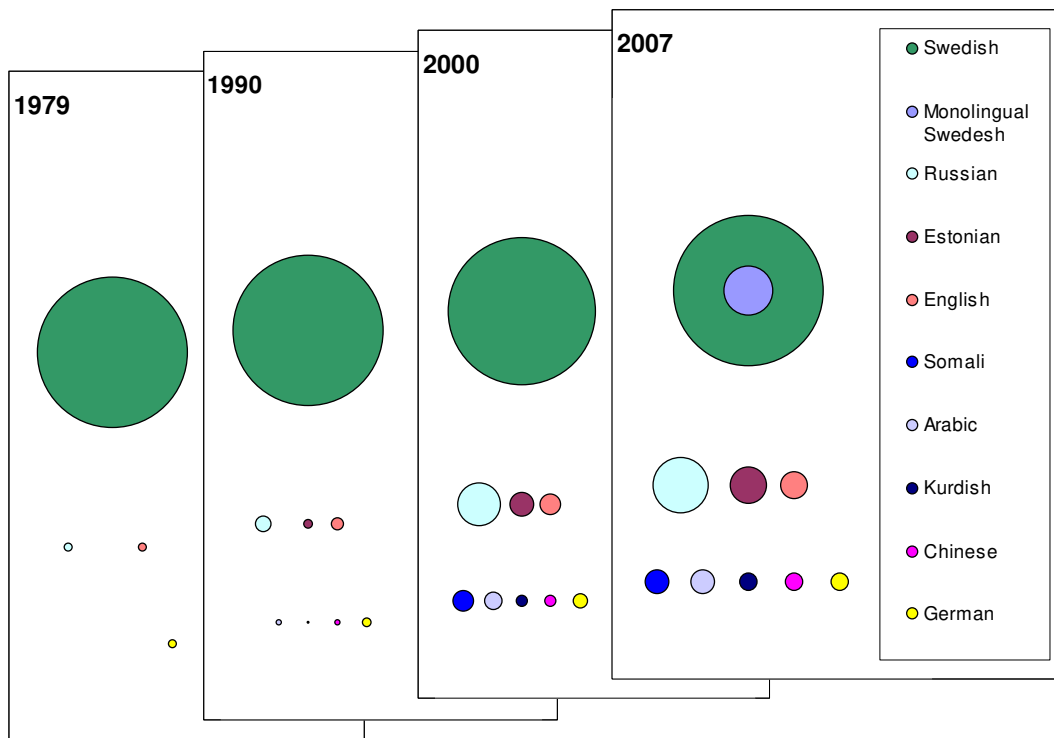 1979
1990
2000
2007
Swedish
Monolingual
Swedesh
Russian
Estonian
English
Somali
Arabic
Kurdish
Chinese
German